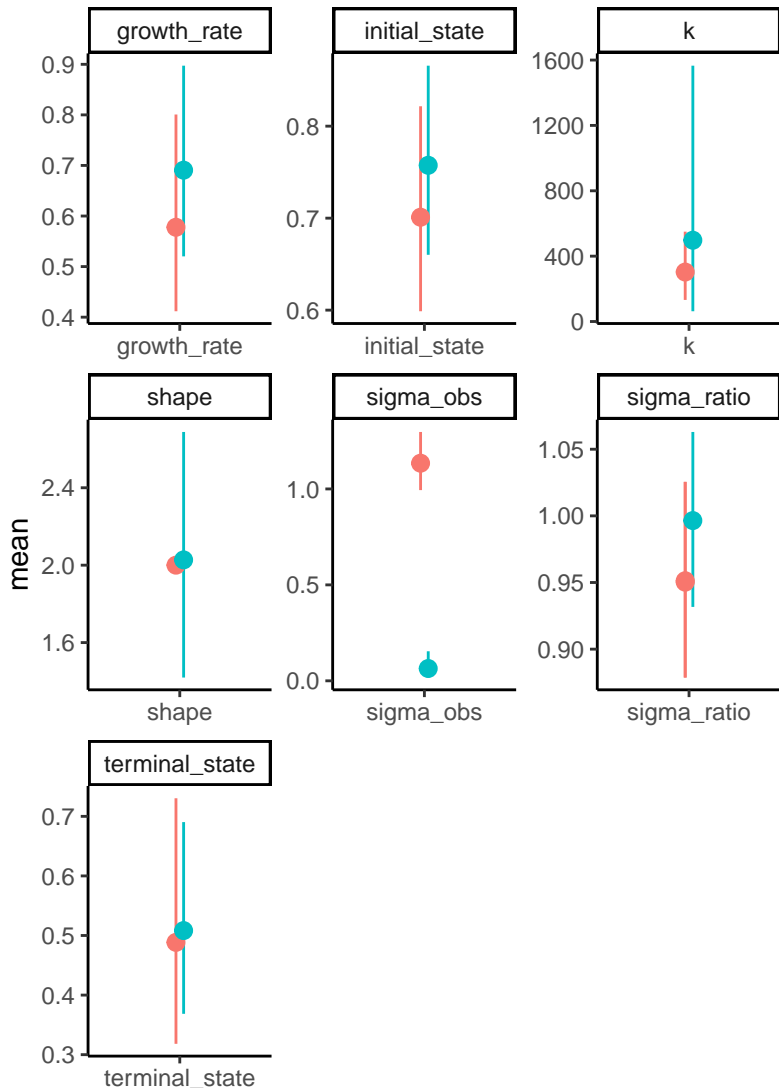 growth_rate
initial_state
k
0.9
0.8
0.7
0.6
0.5
0.4
0.8
0.7
0.6
1600
1200
800
400
0
growth_rate
initial_state
k
shape
sigma_obs
sigma_ratio
mean
2.4
2.0
1.6
1.0
0.5
0.0
1.05
1.00
0.95
0.90
shape
sigma_obs
sigma_ratio
terminal_state
0.7
0.6
0.5
0.4
0.3
terminal_state